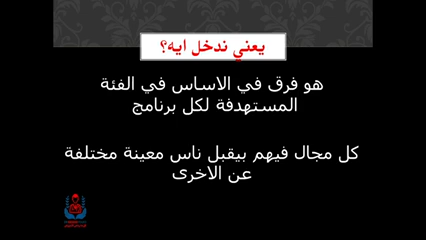 يعني ندخل ايه؟
هو فرق في الاساس في الفئة
المستهدفة لكل برنامج
كل مجال فيهم بيقبل ناس معينة مختلفة
عن الاخرى